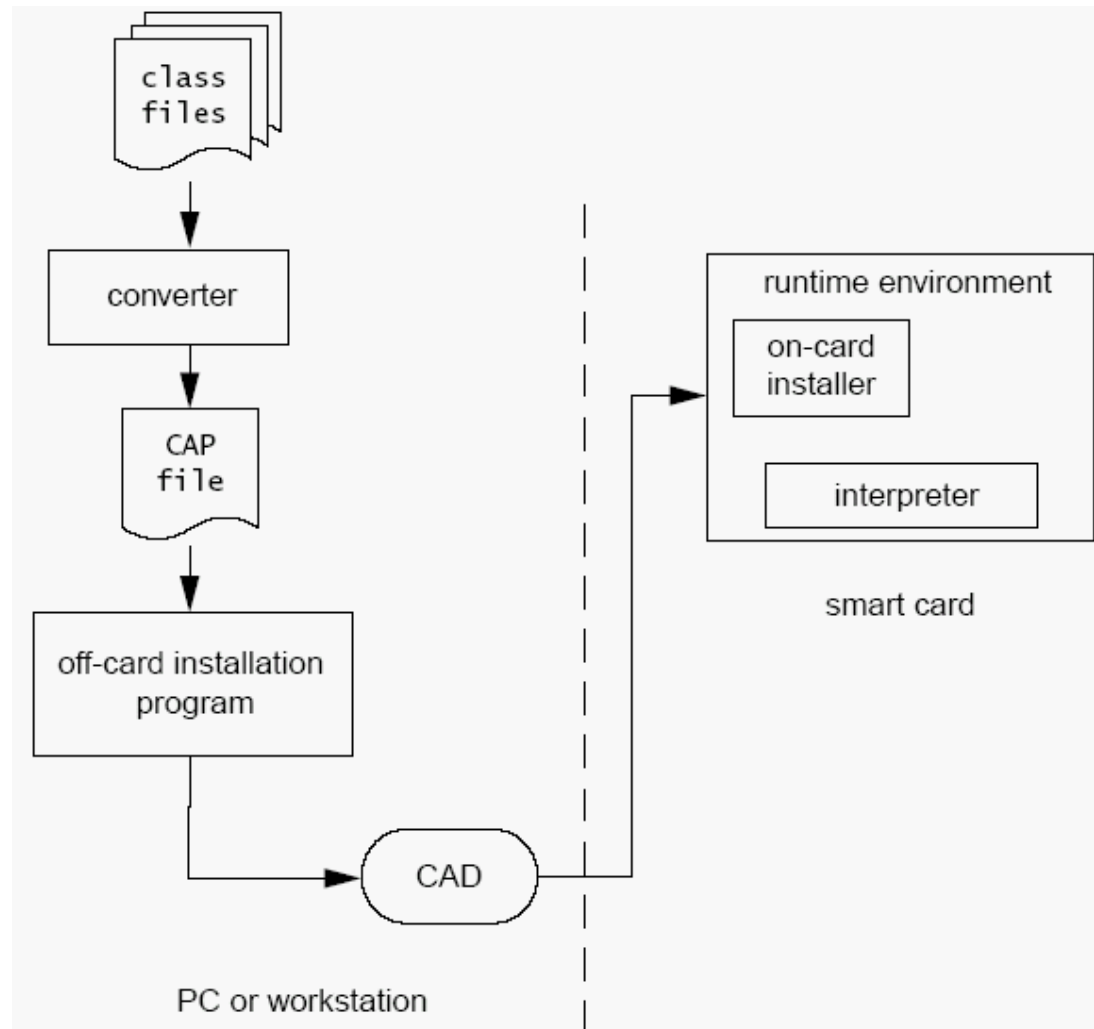 class
files
converter
CAP
file
off-card installation
program
CAD
PC or workstation
runtime environment
on-card
installer
interpreter
smart card